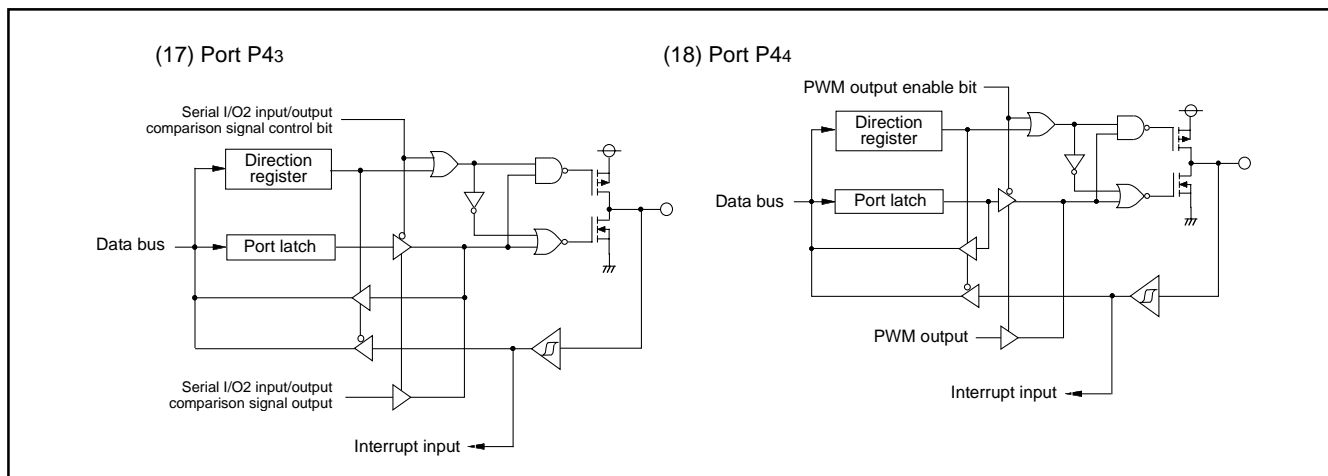 (17) Port P43
Serial I/O2 input/output
comparison signal control bit
Direction
register
Data bus
Port latch
Serial I/O2 input/output
comparison signal output
Interrupt input
(18) Port P44
PWM output enable bit
Direction
register
Data bus
Port latch
PWM output
Interrupt input